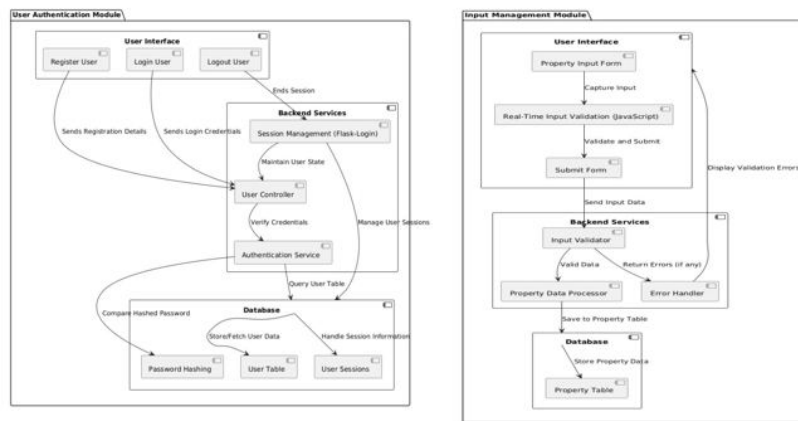 User Authentication Module
User Interface
Register User
Login User
Logout User
Ends Session
Backend Services
Session Management (Flask-Login)
Sends Registration Details
Sends Login Credentials
Maintain User State
User Controller
Verify Credentials
Manage User Sessions
Authentication Service
Query User Table
Compare Hashed Password
Database
Store/Fetch User Data
Handle Session Information
Password Hashing
User Table
User Sessions
Input Management Module
User Interface
Property Input Form
Capture Input
Real-Time Input Validation (JavaScript)
Validate and Submit
Display Validation Errors
Submit Form
Send Input Data
Backend Services
Input Validator
Valid Data
Return Errors (if any)
Property Data Processor
Error Handler
Save to Property Table
Database
Store Property Data
Property Table